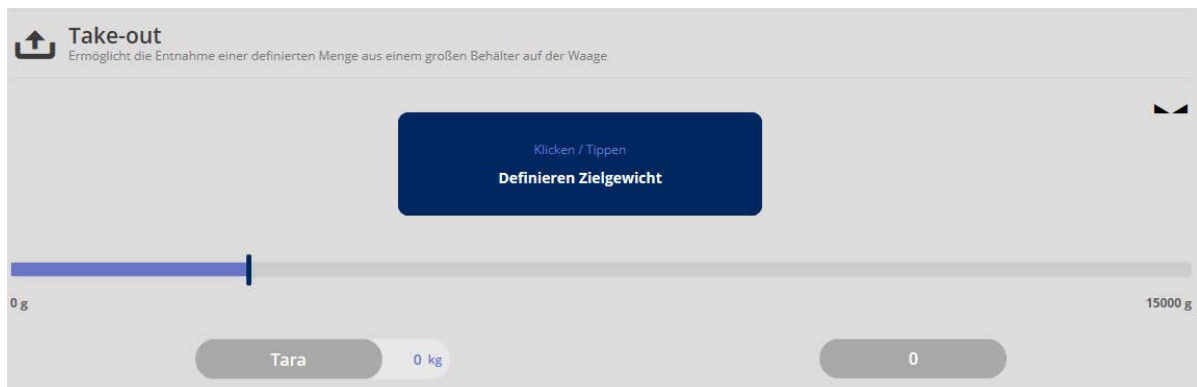 Take-out
Ermöglicht die Entnahme einer definierten Menge aus einem großen Behälter auf der Waage
Klicken / Tippen
Definieren Zielgewicht
0 g
15000 g
Tara
0 kg
0